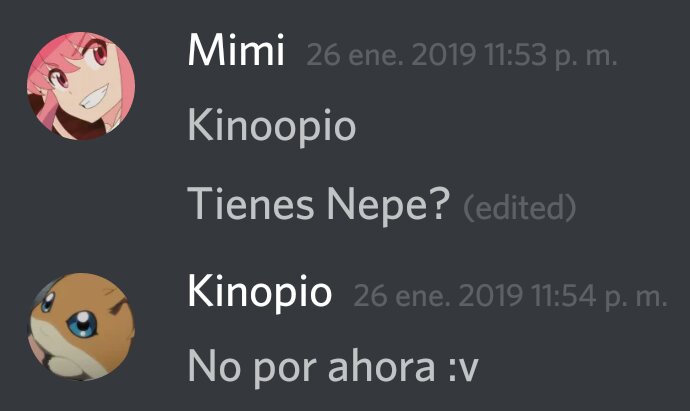 Mimi 26 ene. 2019 11:53 p. m.
Kinoopio
Tienes Nepe? (edited)
Kinopio 26 ene. 2019 11:54 p. m.
No por ahora :v